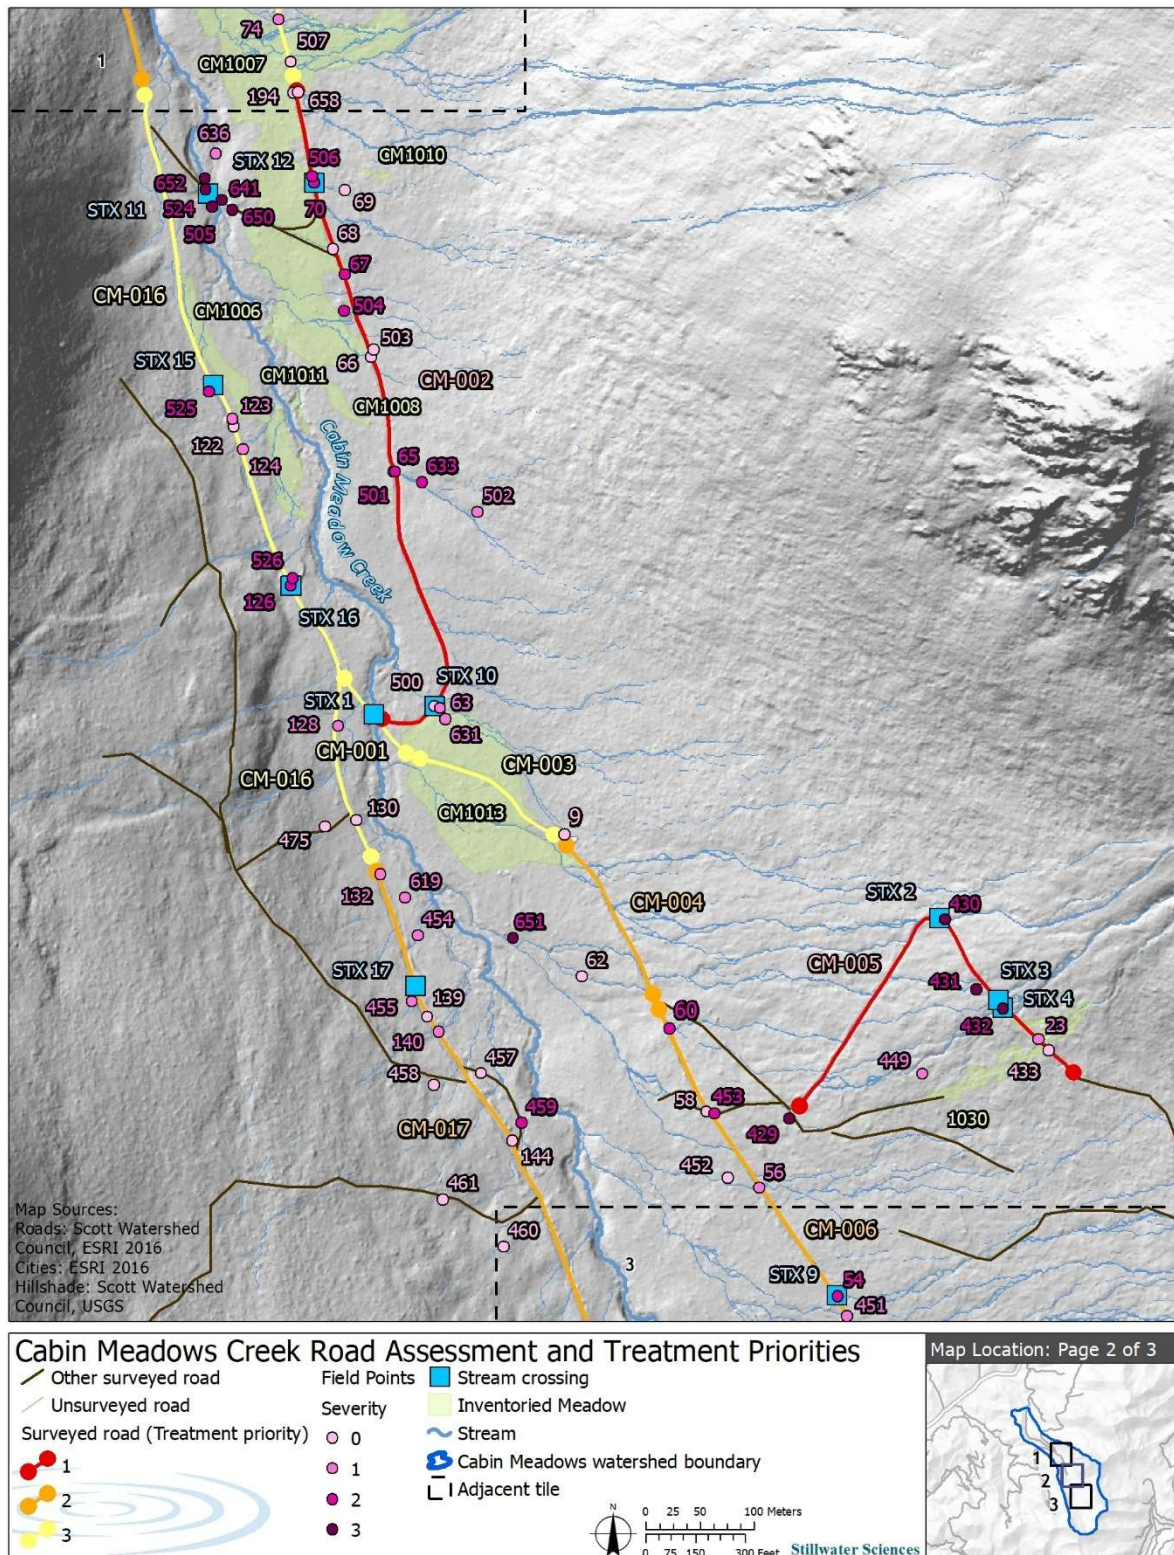 74
507
1
CM1007
194
658
636
STX 12
506
CM1010
652
641
69
STX 11
524
70
650
505
68
67
CM-016
CM1006
504
503
STX 15
66
CM1011
CM-002
525
123
CM1008
122
124
Cabin Meadow Creek
65
633
501
502
526
126
STX 16
500
STX 10
STX 1
63
128
631
CM-001
CM-003
CM-016
130
CM1013
9
475
132
619
CM-004
STX 2
430
454
651
62
CM-005
STX 17
431
STX 3
139
STX 4
455
60
432
23
140
457
449
433
458
58
453
459
1030
CM-017
429
144
452
56
461
Map Sources:
Roads: Scott Watershed
Council, ESRI 2016
Cities: ESRI 2016
Hillshade: Scott Watershed
Council, USGS
460
CM-006
3
STX 9
54
451
Cabin Meadows Creek Road Assessment and Treatment Priorities
Other surveyed road
Unsurveyed road
Surveyed road (Treatment priority)
1
2
3
Field Points
Severity
0
1
2
3
Stream crossing
Inventoried Meadow
Stream
Cabin Meadows watershed boundary
Adjacent tile
N
0 25 50 100 Meters
0 75 150 300 Feet
Stillwater Sciences
Map Location: Page 2 of 3
1
2
3